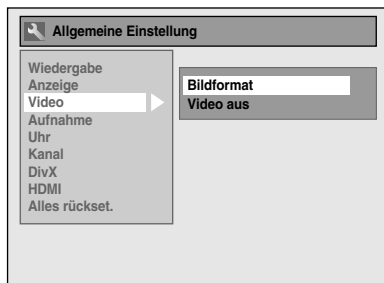 Allgemeine Einstellung
Wiedergabe
Anzeige
Video
Aufnahme
Uhr
Kanal
DivX
HDMI
Alles rückset.
Bildformat
Video aus